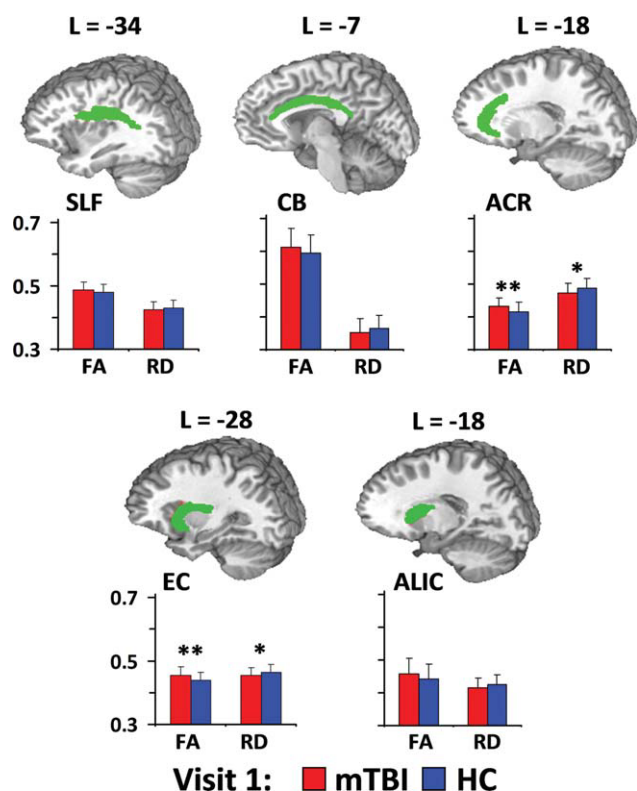 L = -34 L = -7 L = -18
SLF CB ACR
0.7
0.5
0.3
** *
FA RD FA RD FA RD
L = -28 L = -18
EC ALIC
0.7
0.5
0.3
** *
FA RD FA RD
Visit 1: mTBI HC